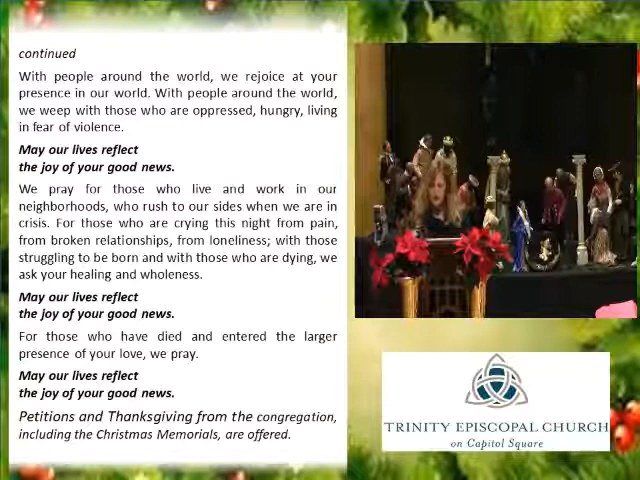 continued
With people around the world, we rejoice at your
presence in our world. With people around the world,
we weep with those who are oppressed, hungry, living
in fear of violence.
May our lives reflect
the joy of your good news.
We pray for those who live and work in our
neighborhoods, who rush to our sides when we are in
crisis. For those who are crying this night from pain,
from broken relationships, from loneliness; with those
struggling to be born and with those who are dying, we
ask your healing and wholeness.
May our lives reflect
the joy of your good news.
For those who have died and entered the larger
presence of your love, we pray.
May our lives reflect
the joy of your good news.
Petitions and Thanksgiving from the congregation,
including the Christmas Memorials, are offered.
TRINITY EPISCOPAL CHURCH
on Capitol Square